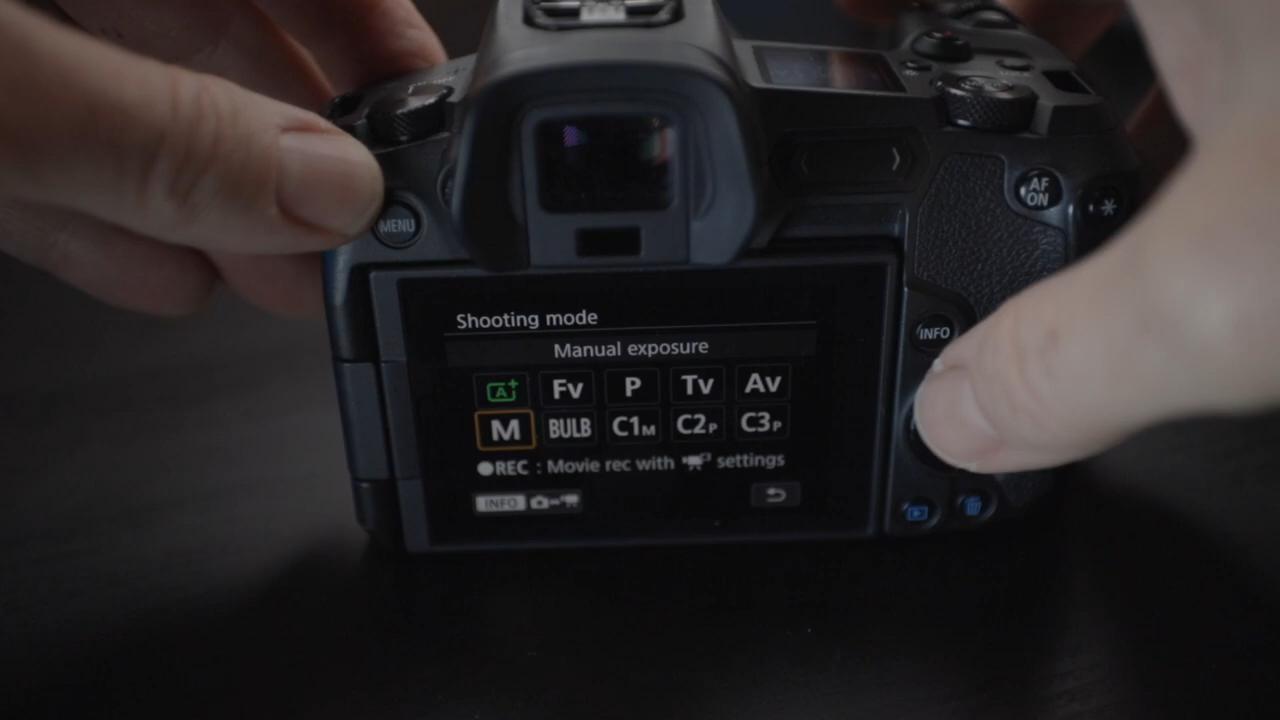 MENU
AF
ON
INFO
Shooting mode
Manual exposure
A+ Fv P Tv Av
M BULB C1M C2P C3P
●REC : Movie rec with settings
INFO